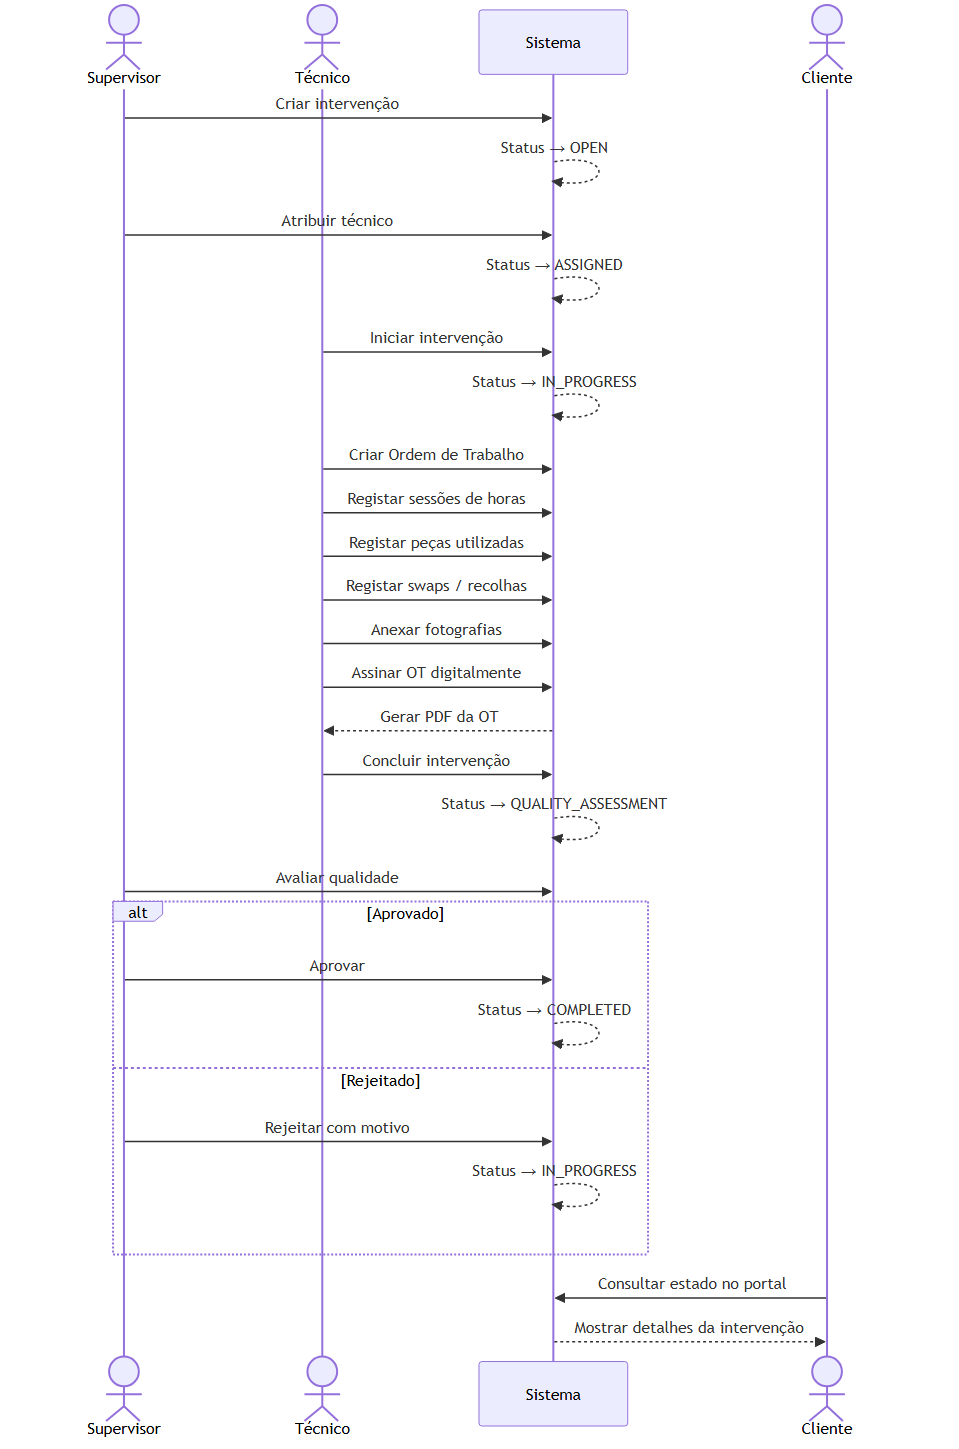 Supervisor
Técnico
Sistema
Cliente
Criar intervenção
Status → OPEN
Atribuir técnico
Status → ASSIGNED
Iniciar intervenção
Status → IN_PROGRESS
Criar Ordem de Trabalho
Registar sessões de horas
Registar peças utilizadas
Registar swaps / recolhas
Anexar fotografias
Assinar OT digitalmente
Gerar PDF da OT
Concluir intervenção
Status → QUALITY_ASSESSMENT
Avaliar qualidade
alt
[Aprovado]
Aprovar
Status → COMPLETED
[Rejeitado]
Rejeitar com motivo
Status → IN_PROGRESS
Consultar estado no portal
Mostrar detalhes da intervenção
Supervisor
Técnico
Sistema
Cliente